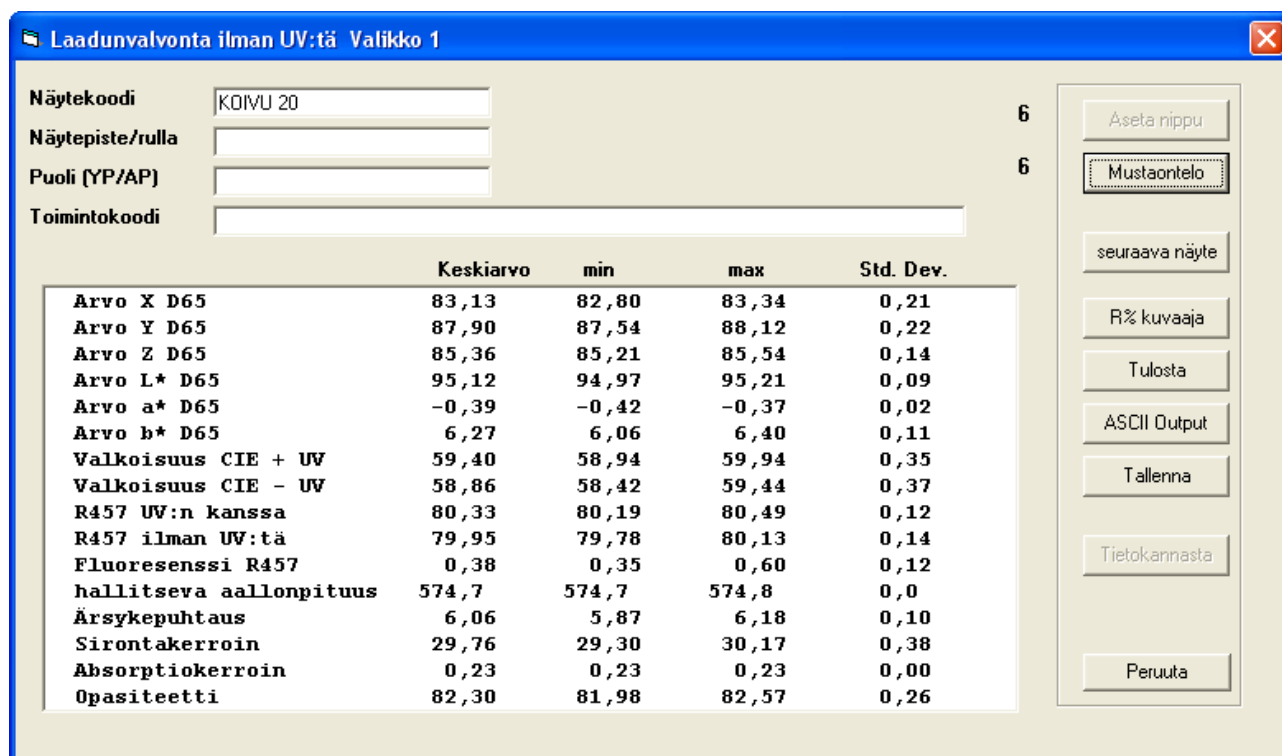 Laadunvalvonta ilman UV:tä Valikko 1
Näytekoodi KOIVU 20 6 Aseta nippu
Näytepiste/rulla
Puoli (YP/AP) 6 Mustaontelo
Toimintokoodi
seuraava näyte
Keskiarvo min max Std. Dev.
Arvo X D65 83,13 82,80 83,34 0,21
Arvo Y D65 87,90 87,54 88,12 0,22
Arvo Z D65 85,36 85,21 85,54 0,14
Arvo L* D65 95,12 94,97 95,21 0,09
Arvo a* D65 -0,39 -0,42 -0,37 0,02
Arvo b* D65 6,27 6,06 6,40 0,11
Valkoisuus CIE + UV 59,40 58,94 59,94 0,35
Valkoisuus CIE - UV 58,86 58,42 59,44 0,37
R457 UV:n kanssa 80,33 80,19 80,49 0,12
R457 ilman UV:tä 79,95 79,78 80,13 0,14
Fluoresenssi R457 0,38 0,35 0,60 0,12
hallitseva aallonpituus 574,7 574,7 574,8 0,0
Ärsykepuhtaus 6,06 5,87 6,18 0,10
Sirontakerroin 29,76 29,30 30,17 0,38
Absorptiokerroin 0,23 0,23 0,23 0,00
Opasiteetti 82,30 81,98 82,57 0,26
R% kuvaaja
Tulosta
ASCII Output
Tallenna
Tietokannasta
Peruuta